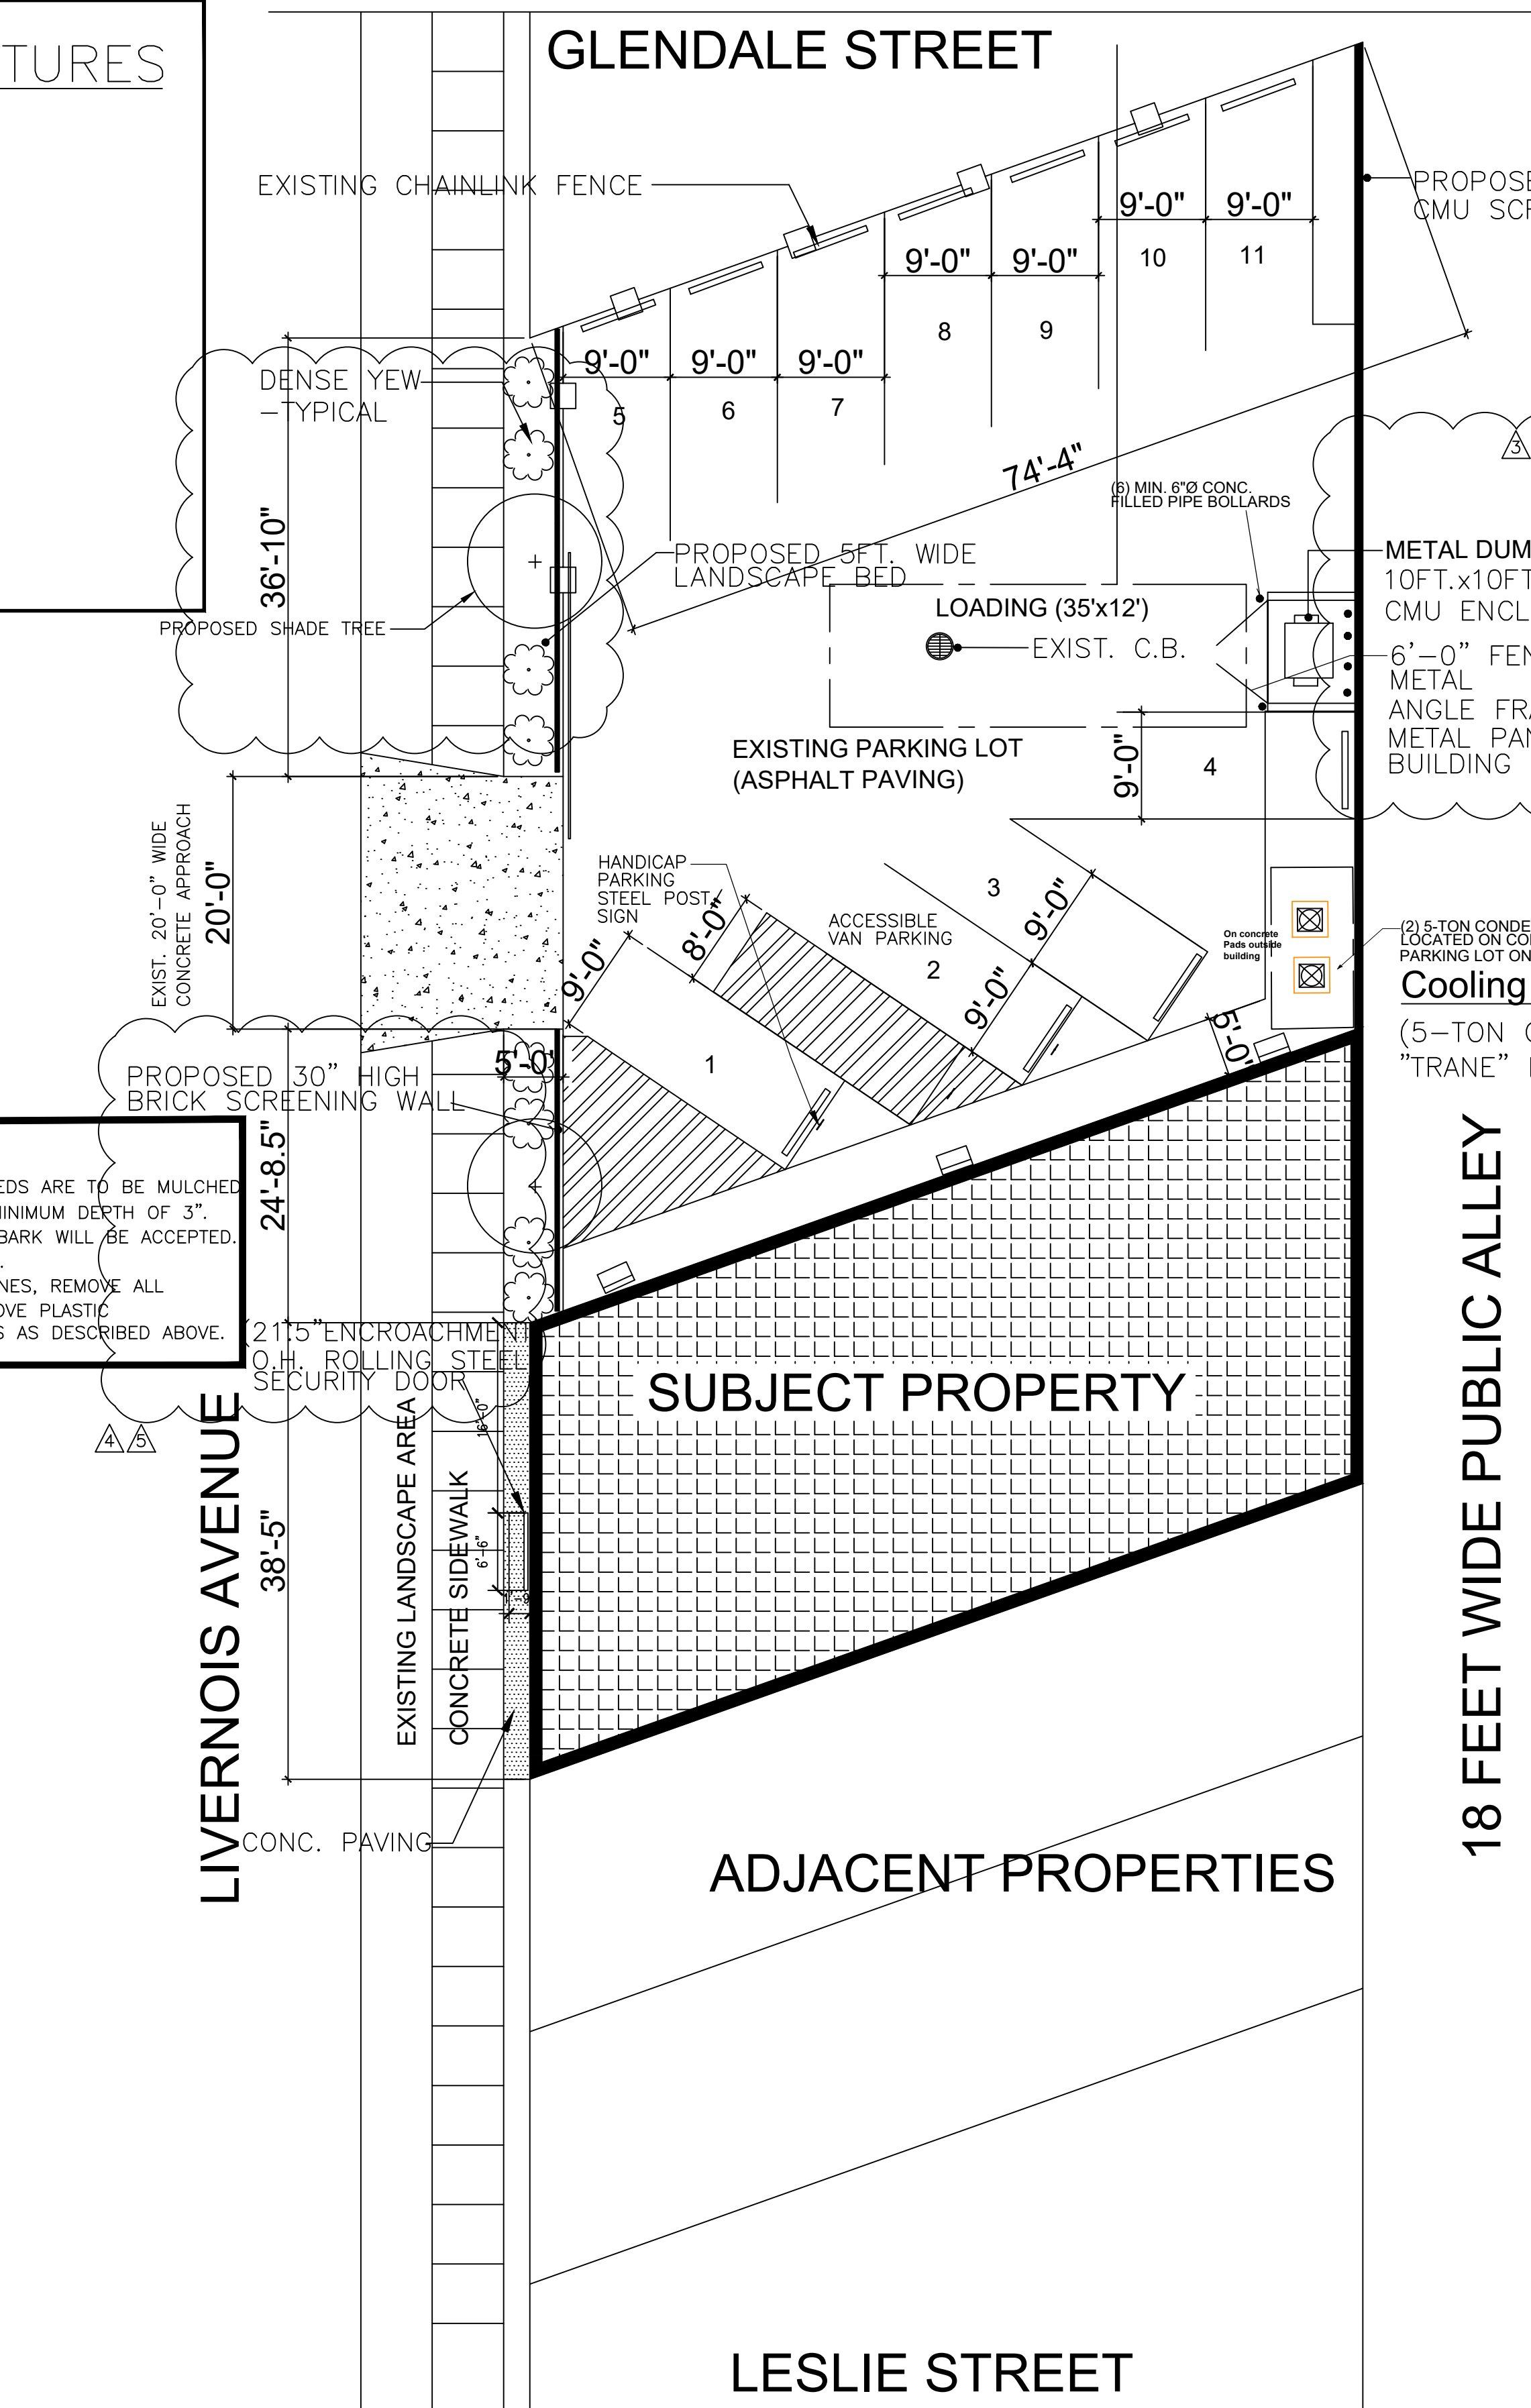 TURES
GLENDALE STREET
EXISTING CHAINLINK FENCE
PROPOSE
CMU SCR
9'-0" 9'-0"
10 11
9'-0" 9'-0"
8 9
9'-0" 9'-0" 9'-0"
5 6 7
DENSE YEW
-TYPICAL
3
74'-4"
(6) MIN. 6"Ø CONC.
FILLED PIPE BOLLARDS
36'-10"
PROPOSED 5FT. WIDE
LANDSCAPE BED
METAL DUM
10FT.x10FT
CMU ENCL
LOADING (35'x12')
PROPOSED SHADE TREE
EXIST. C.B.
6'-0" FEN
METAL
ANGLE FRA
METAL PAN
BUILDING
EXISTING PARKING LOT
(ASPHALT PAVING)
9'-0"
4
EXIST. 20'-0" WIDE
CONCRETE APPROACH
20'-0"
HANDICAP
PARKING
STEEL POST
SIGN
9'-0"
8'-0"
ACCESSIBLE
VAN PARKING
2
3
9'-0"
9'-0"
On concrete
Pads outside
building
(2) 5-TON CONDE
LOCATED ON CO
PARKING LOT ON
Cooling
(5-TON C
"TRANE"
5'-0"
1
5'-0"
PROPOSED 30" HIGH
BRICK SCREENING WALL
24'-8.5"
EDS ARE TO BE MULCHED
MINIMUM DEPTH OF 3".
BARK WILL BE ACCEPTED.
.
NES, REMOVE ALL
OVE PLASTIC
S AS DESCRIBED ABOVE.
(21.5"ENCROACHMENT
O.H. ROLLING STEEL
SECURITY DOOR
4 5
SUBJECT PROPERTY
16'-0"
6'-6"
1'-9
38'-5"
LIVERNOIS AVENUE
EXISTING LANDSCAPE AREA
CONCRETE SIDEWALK
18 FEET WIDE PUBLIC ALLEY
CONC. PAVING
ADJACENT PROPERTIES
LESLIE STREET